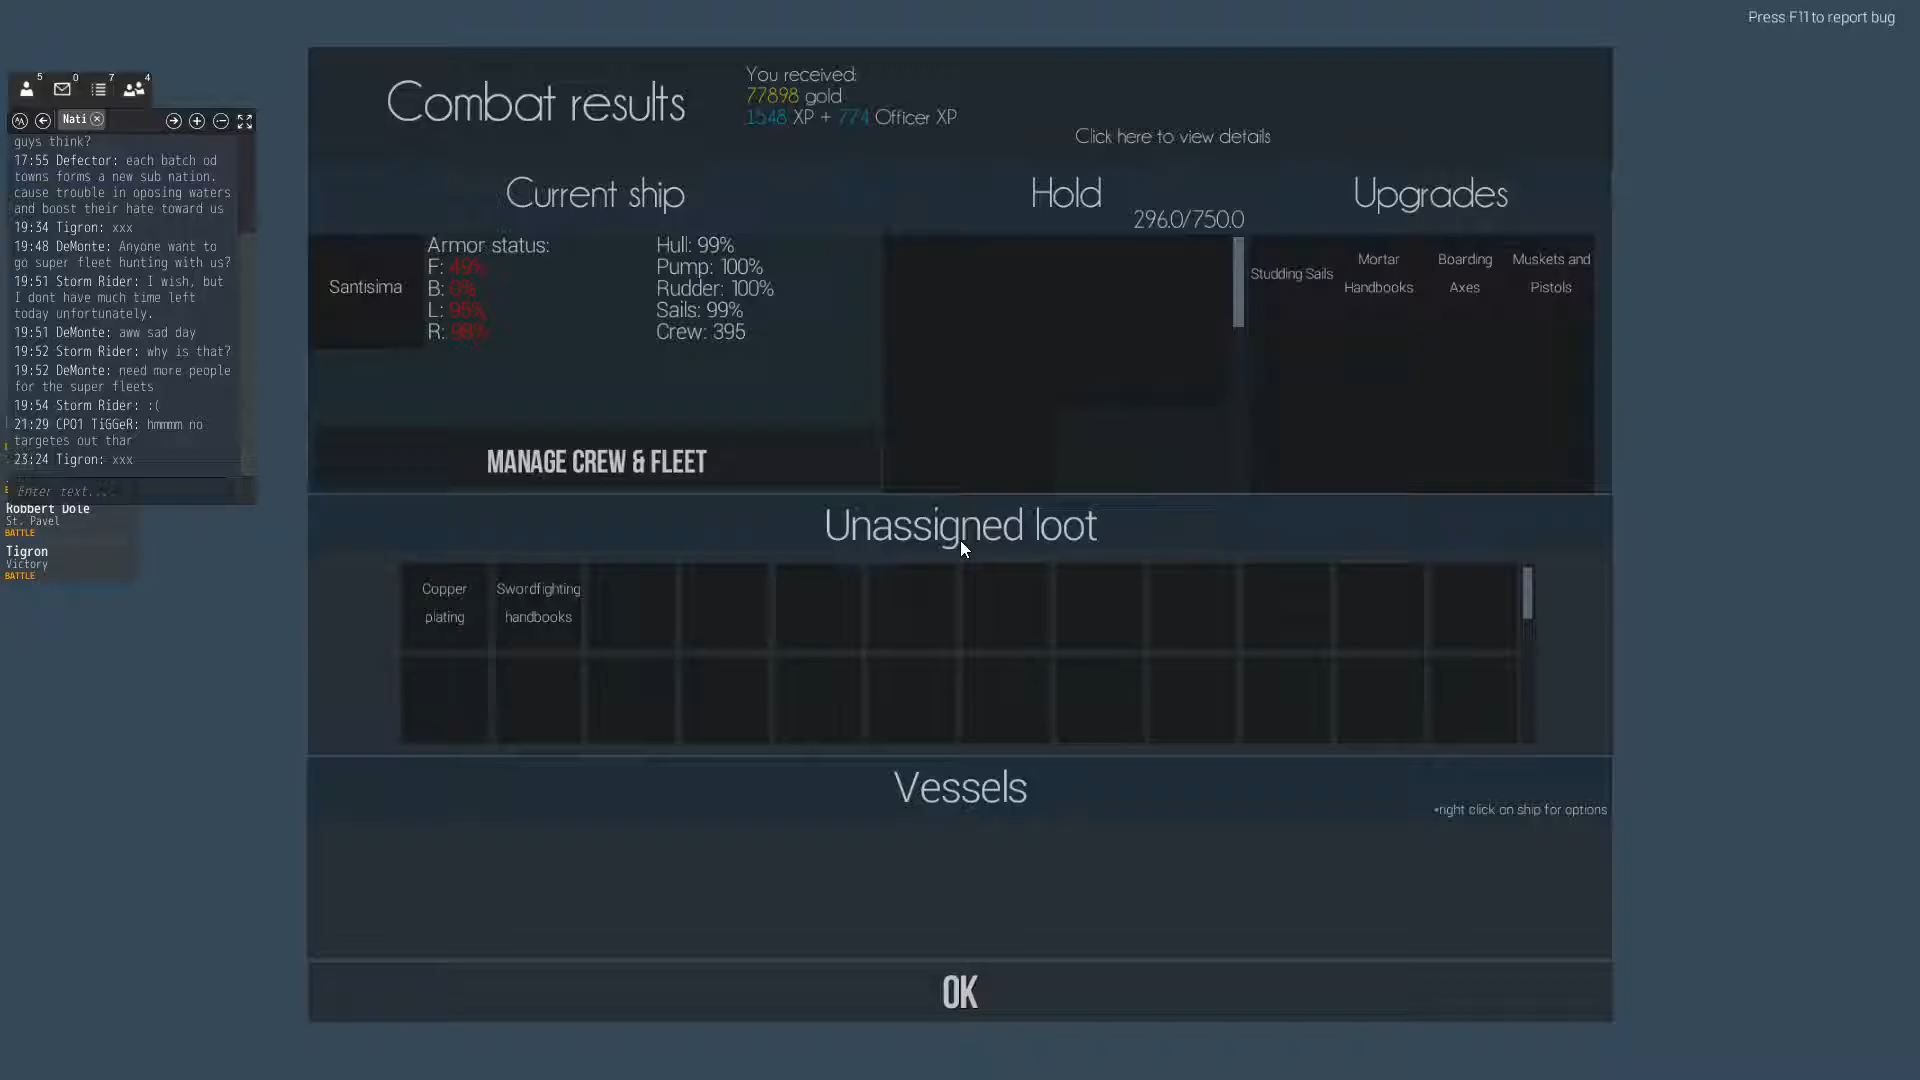 Press F11 to report bug
5 0 7 4
Nati
guys think?
17:55 Defector: each batch od
towns forms a new sub nation.
cause trouble in oposing waters
and boost their hate toward us
19:34 Tigron: xxx
19:48 DeMonte: Anyone want to
go super fleet hunting with us?
19:51 Storm Rider: I wish, but
I dont have much time left
today unfortunately.
19:51 DeMonte: aww sad day
19:52 Storm Rider: why is that?
19:52 DeMonte: need more people
for the super fleets
19:54 Storm Rider: :(
21:29 CPO1 TiGGeR: hmmmm no
targetes out thar
23:24 Tigron: xxx
Enter text...
Robbert Dole
St. Pavel
BATTLE
Tigron
Victory
BATTLE
Combat results
You received:
77898 gold
1548 XP + 774 Officer XP
Click here to view details
Current ship
Santisima
Armor status:
F: 49%
B: 0%
L: 95%
R: 98%
Hull: 99%
Pump: 100%
Rudder: 100%
Sails: 99%
Crew: 395
MANAGE CREW & FLEET
Hold
296.0/750.0
Upgrades
Studding Sails
Mortar
Handbooks
Boarding
Axes
Muskets and
Pistols
Unassigned loot
Copper
plating
Swordfighting
handbooks
Vessels
*right click on ship for options
OK